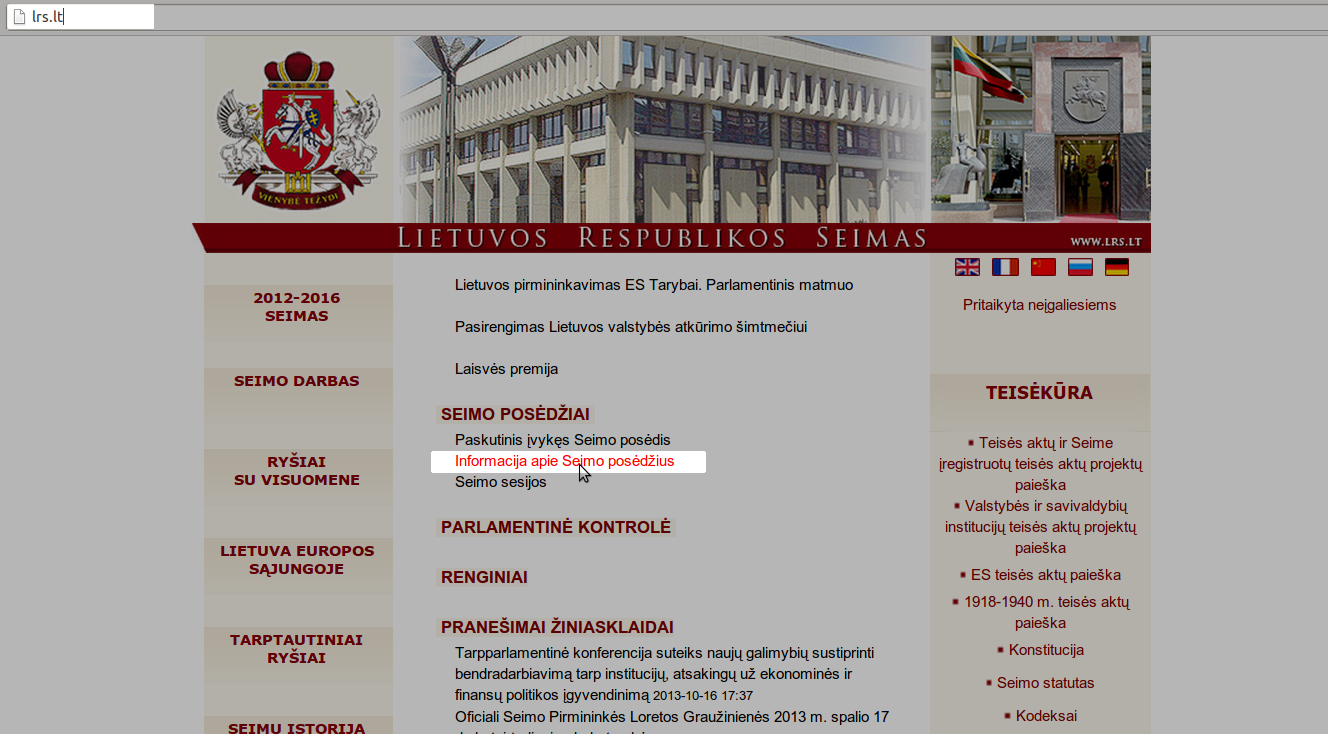 lrs.lt
VIENYBĖ TEŽYDI
LIETUVOS RESPUBLIKOS SEIMAS
WWW.LRS.LT
2012-2016
SEIMAS
SEIMO DARBAS
RYŠIAI
SU VISUOMENE
LIETUVA EUROPOS
SĄJUNGOJE
TARPTAUTINIAI
RYŠIAI
SEIMŲ ISTORIJA
Lietuvos pirmininkavimas ES Tarybai. Parlamentinis matmuo
Pasirengimas Lietuvos valstybės atkūrimo šimtmečiui
Laisvės premija
SEIMO POSĖDŽIAI
Paskutinis įvykęs Seimo posėdis
Informacija apie Seimo posėdžius
Seimo sesijos
PARLAMENTINĖ KONTROLĖ
RENGINIAI
PRANEŠIMAI ŽINIASKLAIDAI
Tarpparlamentinė konferencija suteiks naujų galimybių sustiprinti
bendradarbiavimą tarp institucijų, atsakingų už ekonominės ir
finansų politikos įgyvendinimą 2013-10-16 17:37
Oficiali Seimo Pirmininkės Loretos Graužinienės 2013 m. spalio 17
Pritaikyta neįgaliesiems
TEISĖKŪRA
▪ Teisės aktų ir Seime
įregistruotų teisės aktų projektų
paieška
▪ Valstybės ir savivaldybių
institucijų teisės aktų projektų
paieška
▪ ES teisės aktų paieška
▪ 1918-1940 m. teisės aktų
paieška
▪ Konstitucija
▪ Seimo statutas
▪ Kodeksai